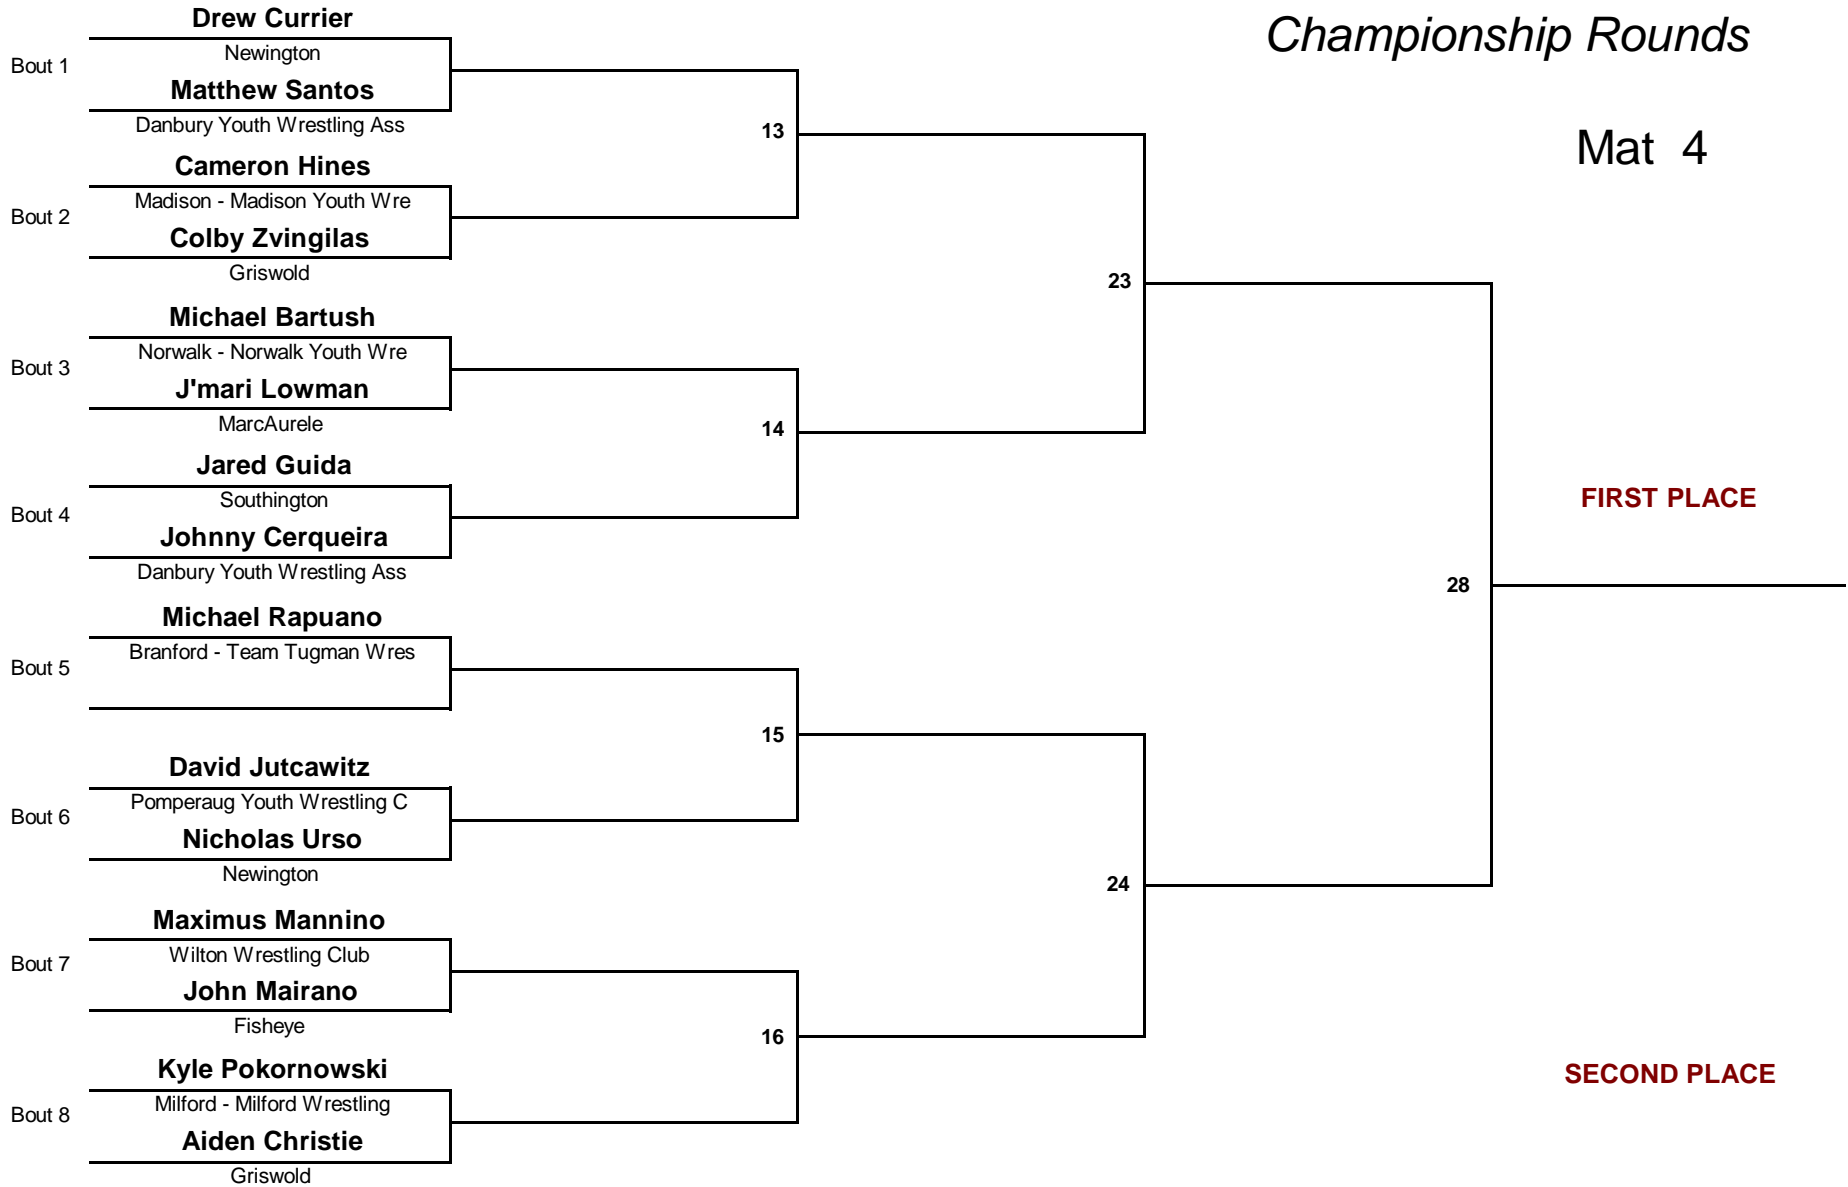 Championship Rounds
Mat 4
Drew Currier
Bout 1
Newington
Matthew Santos
Danbury Youth Wrestling Ass
13
Cameron Hines
Bout 2
Madison - Madison Youth Wre
Colby Zvingilas
Griswold
23
Michael Bartush
Bout 3
Norwalk - Norwalk Youth Wre
J'mari Lowman
MarcAurele
14
Jared Guida
Bout 4
Southington
Johnny Cerqueira
Danbury Youth Wrestling Ass
FIRST PLACE
28
Michael Rapuano
Bout 5
Branford - Team Tugman Wres
15
David Jutcawitz
Bout 6
Pomperaug Youth Wrestling C
Nicholas Urso
Newington
24
Maximus Mannino
Bout 7
Wilton Wrestling Club
John Mairano
Fisheye
16
Kyle Pokornowski
Bout 8
Milford - Milford Wrestling
Aiden Christie
Griswold
SECOND PLACE